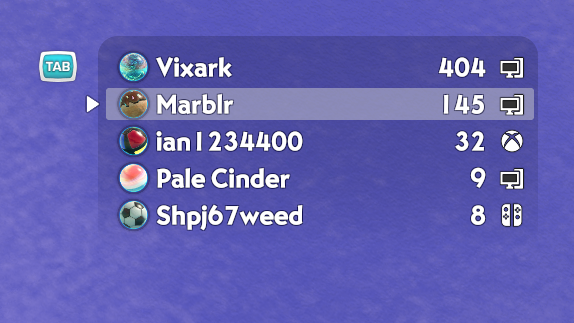 TAB
Vixark 404
Marblr 145
ian1234400 32
Pale Cinder 9
Shpj67weed 8